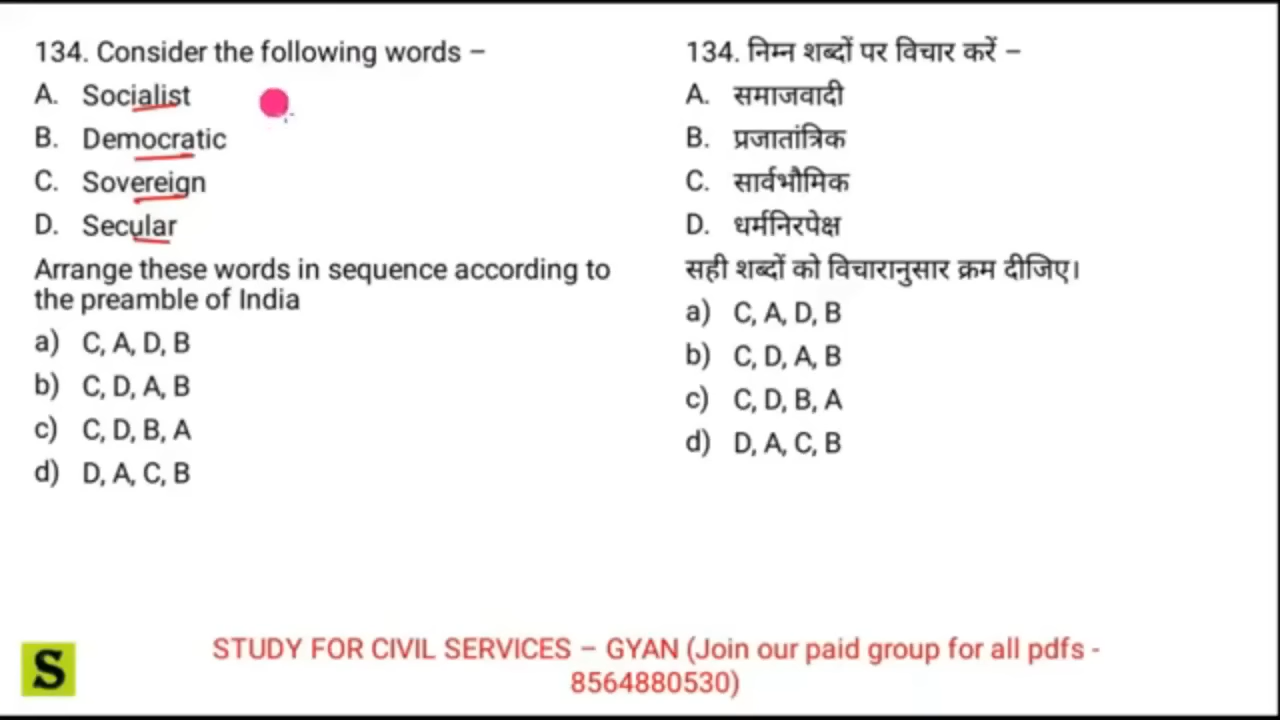 134. Consider the following words –
A. Socialist
B. Democratic
C. Sovereign
D. Secular
Arrange these words in sequence according to
the preamble of India
a) C, A, D, B
b) C, D, A, B
c) C, D, B, A
d) D, A, C, B
134. निम्न शब्दों पर विचार करें –
A. समाजवादी
B. प्रजातांत्रिक
C. सार्वभौमिक
D. धर्मनिरपेक्ष
सही शब्दों को विचारानुसार क्रम दीजिए।
a) C, A, D, B
b) C, D, A, B
c) C, D, B, A
d) D, A, C, B
S
STUDY FOR CIVIL SERVICES – GYAN (Join our paid group for all pdfs -
8564880530)